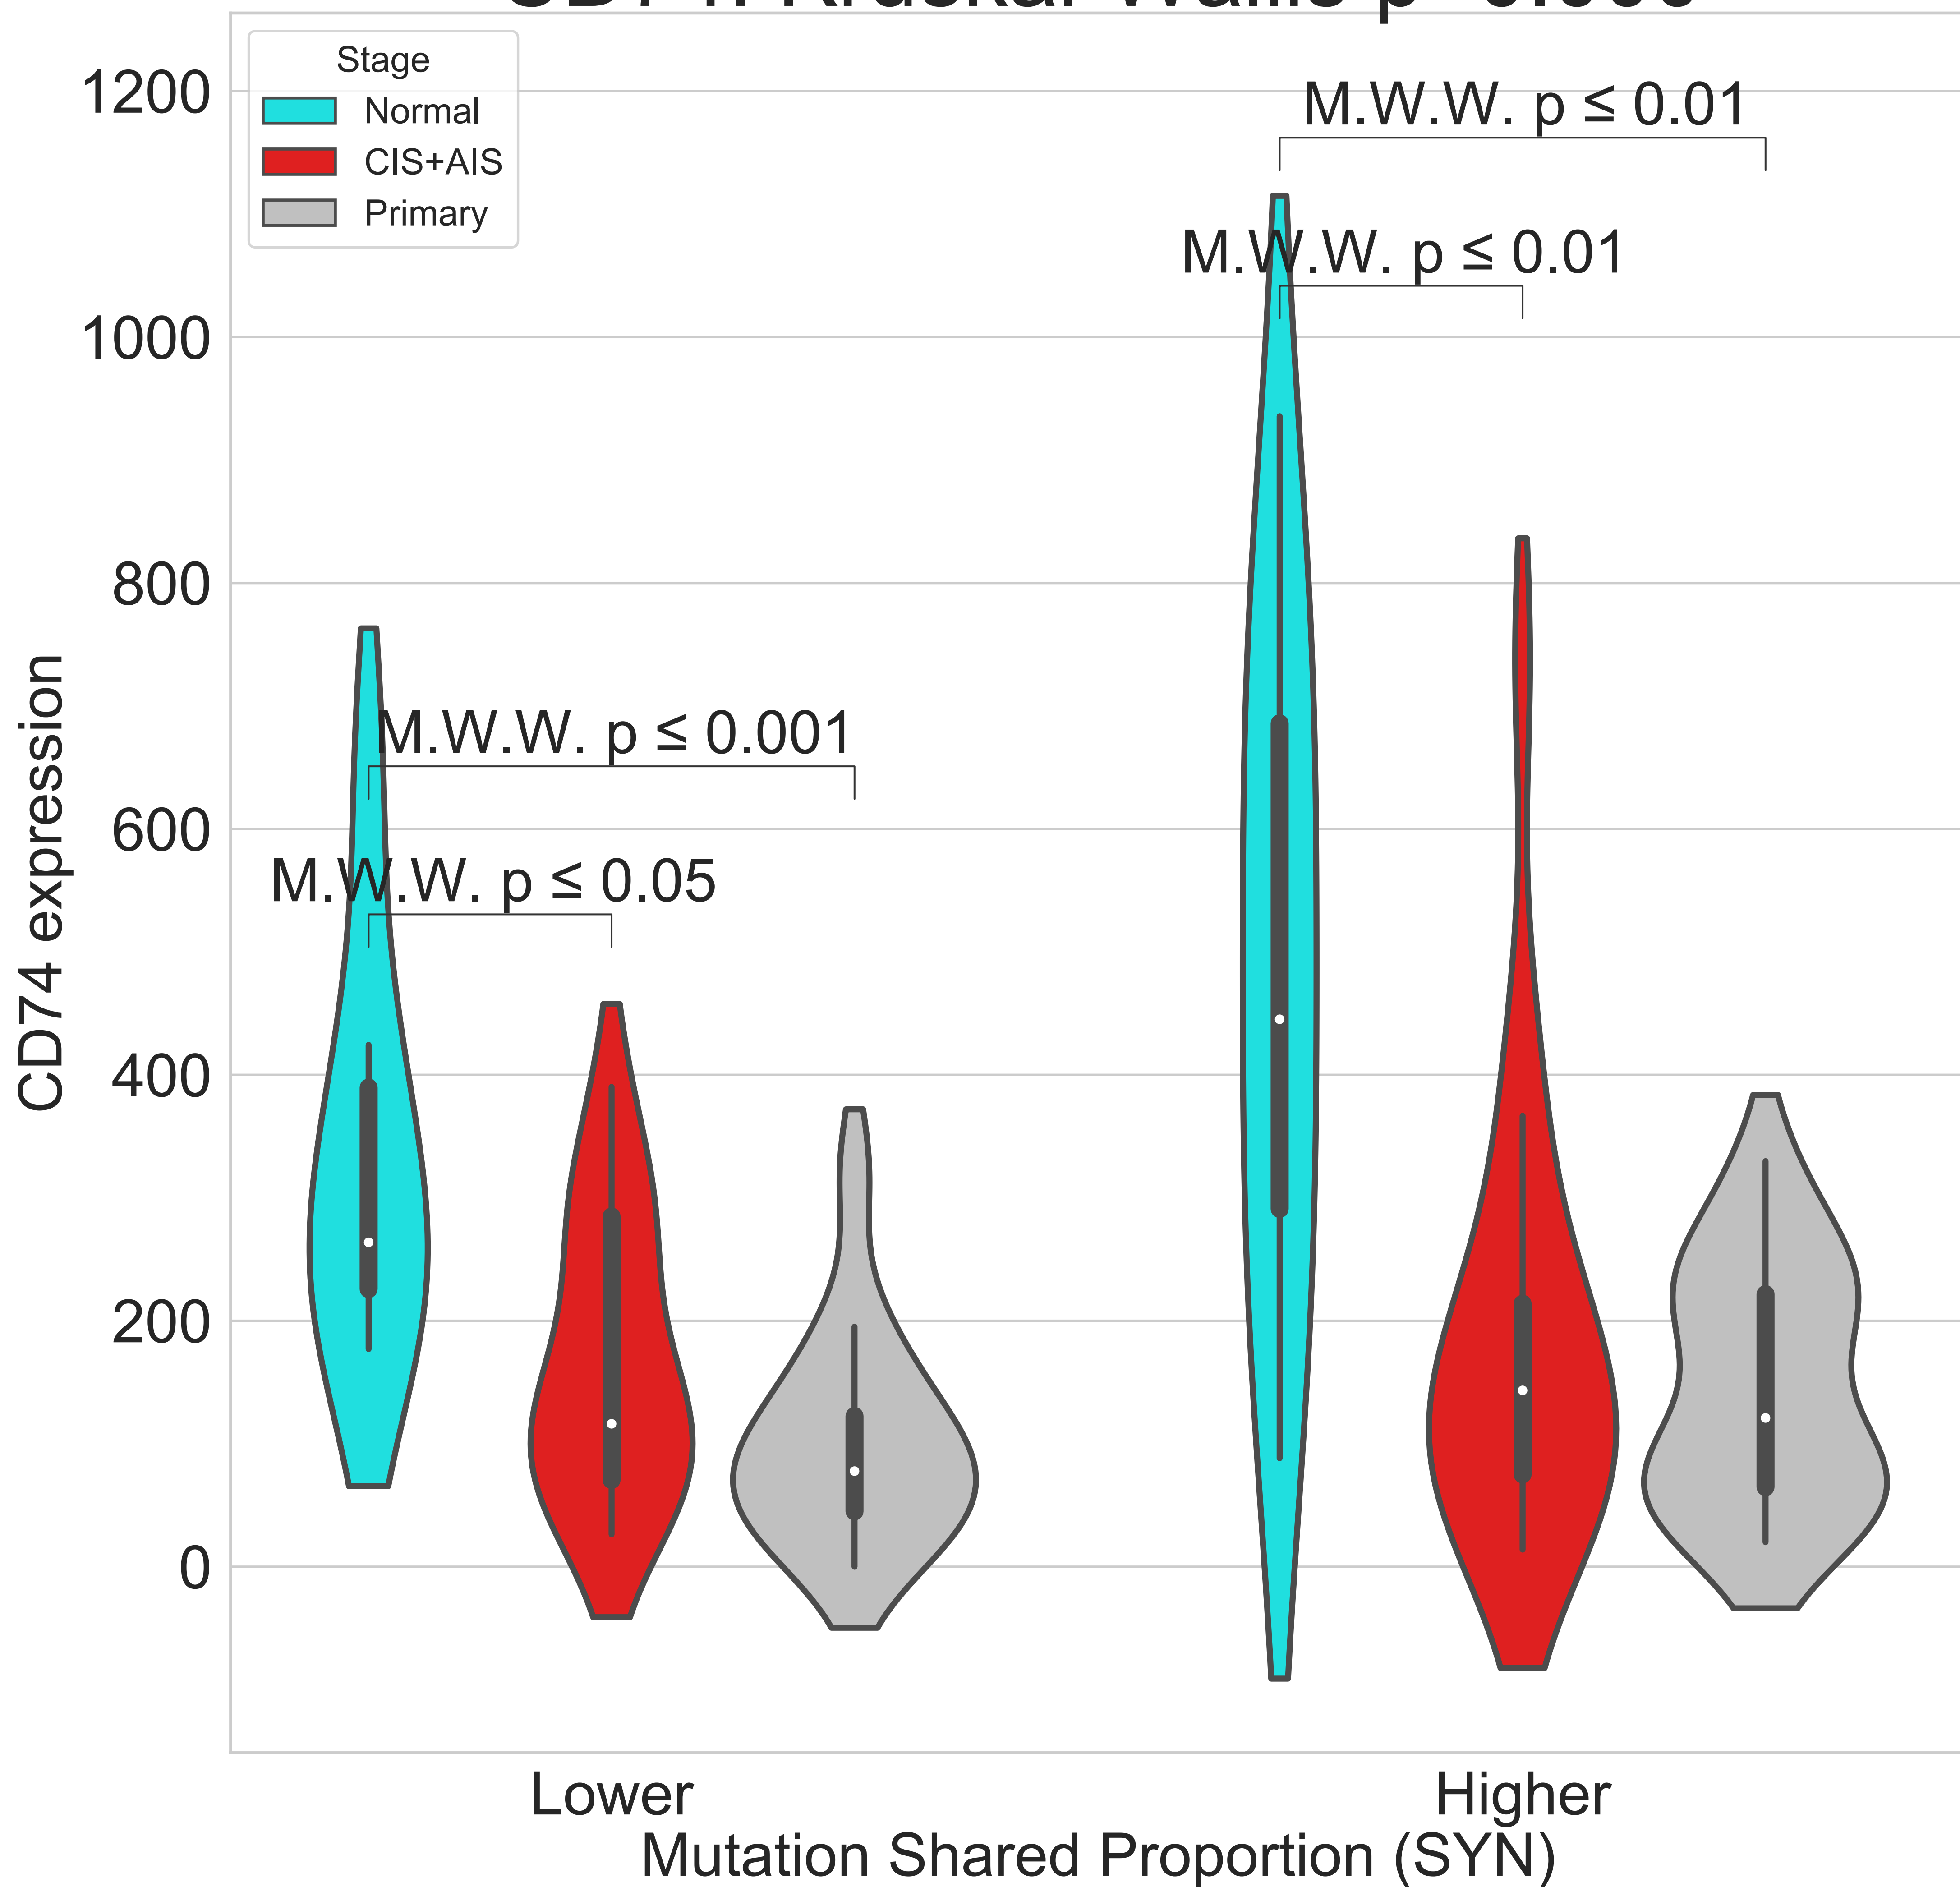 Stage
Normal
CIS+AIS
Primary
1200
1000
800
600
400
200
0
CD74 expression
M.W.W. p ≤ 0.01
M.W.W. p ≤ 0.01
M.W.W. p ≤ 0.001
M.W.W. p ≤ 0.05
Lower
Higher
Mutation Shared Proportion (SYN)